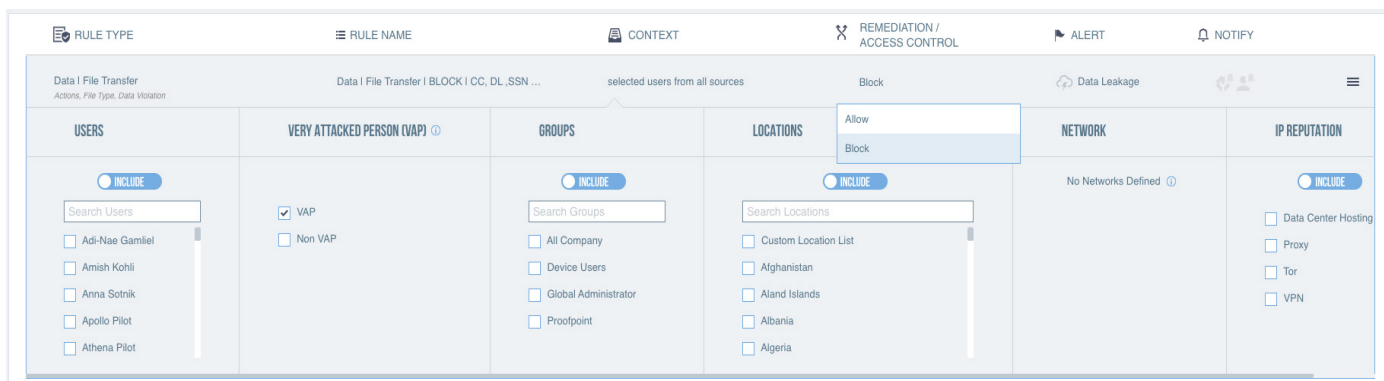 RULE TYPE
RULE NAME
CONTEXT
REMEDIATION /
ACCESS CONTROL
ALERT
NOTIFY
Data I File Transfer
Actions, File Type, Data Violation
Data I File Transfer I BLOCK I CC, DL ,SSN ...
selected users from all sources
Block
Data Leakage
Allow
Block
USERS
INCLUDE
Search Users
Adi-Nae Gamliel
Amish Kohli
Anna Sotnik
Apollo Pilot
Athena Pilot
VERY ATTACKED PERSON (VAP)
VAP
Non VAP
GROUPS
INCLUDE
Search Groups
All Company
Device Users
Global Administrator
Proofpoint
LOCATIONS
INCLUDE
Search Locations
Custom Location List
Afghanistan
Aland Islands
Albania
Algeria
NETWORK
No Networks Defined
IP REPUTATION
INCLUDE
Data Center Hosting
Proxy
Tor
VPN